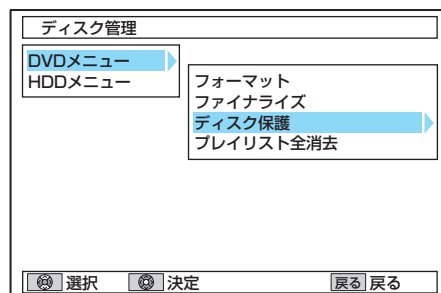 ディスク管理
DVDメニュー
HDDメニュー
フォーマット
ファイナライズ
ディスク保護
プレイリスト全消去
選択 決定 戻る 戻る